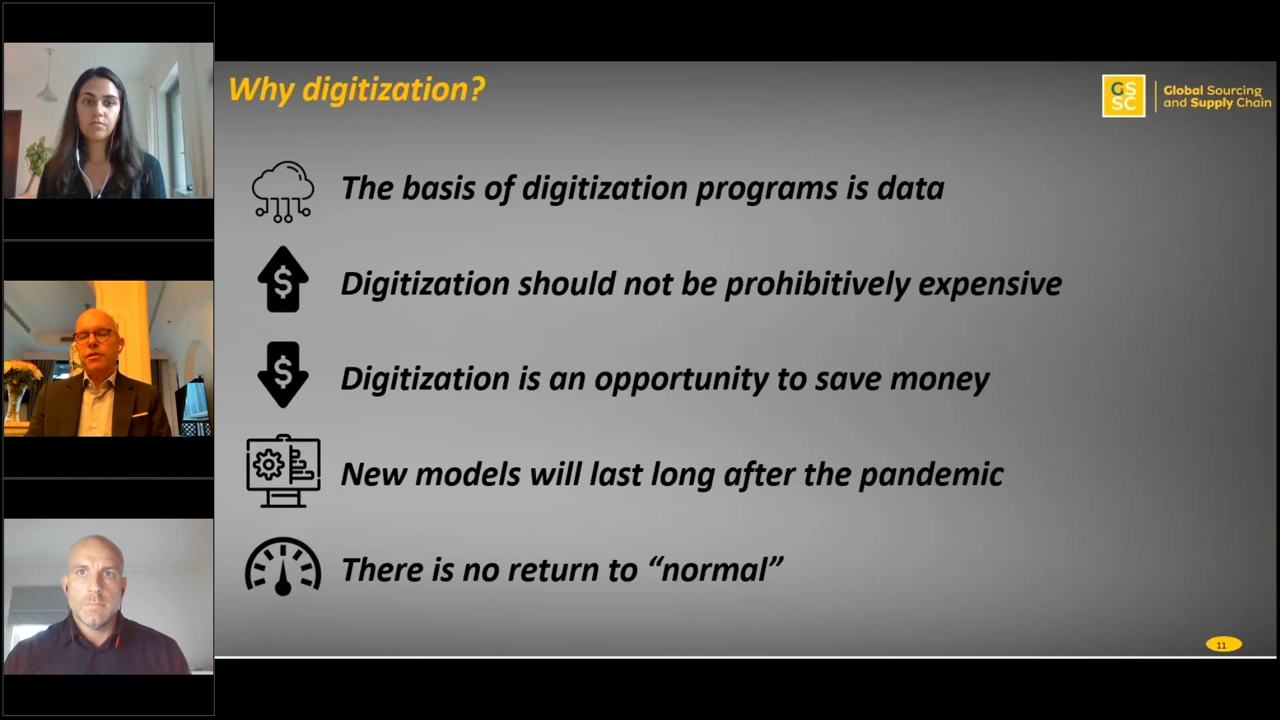 Why digitization?
GS
SC
Global Sourcing
and Supply Chain
The basis of digitization programs is data
$
Digitization should not be prohibitively expensive
$
Digitization is an opportunity to save money
New models will last long after the pandemic
There is no return to “normal”
11